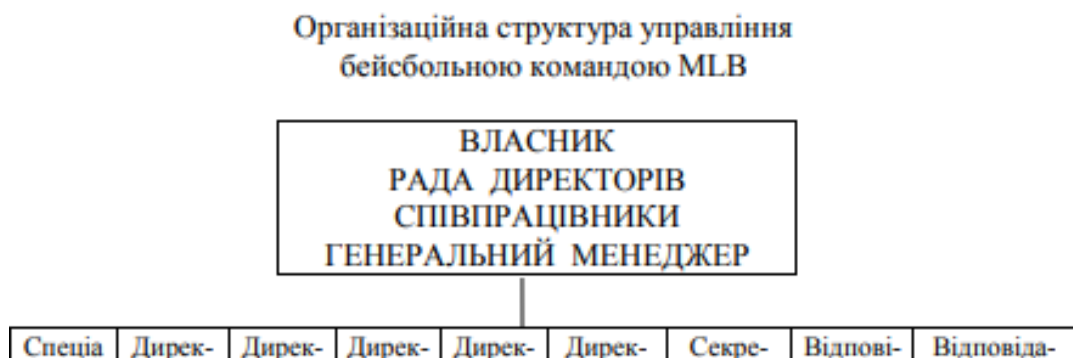 Організаційна структура управління
бейсбольною командою MLB
ВЛАСНИК
РАДА ДИРЕКТОРІВ
СПІВПРАЦІВНИКИ
ГЕНЕРАЛЬНИЙ МЕНЕДЖЕР
Спеціа Дирек- Дирек- Дирек- Дирек- Дирек- Секре- Відпові- Відповіда-